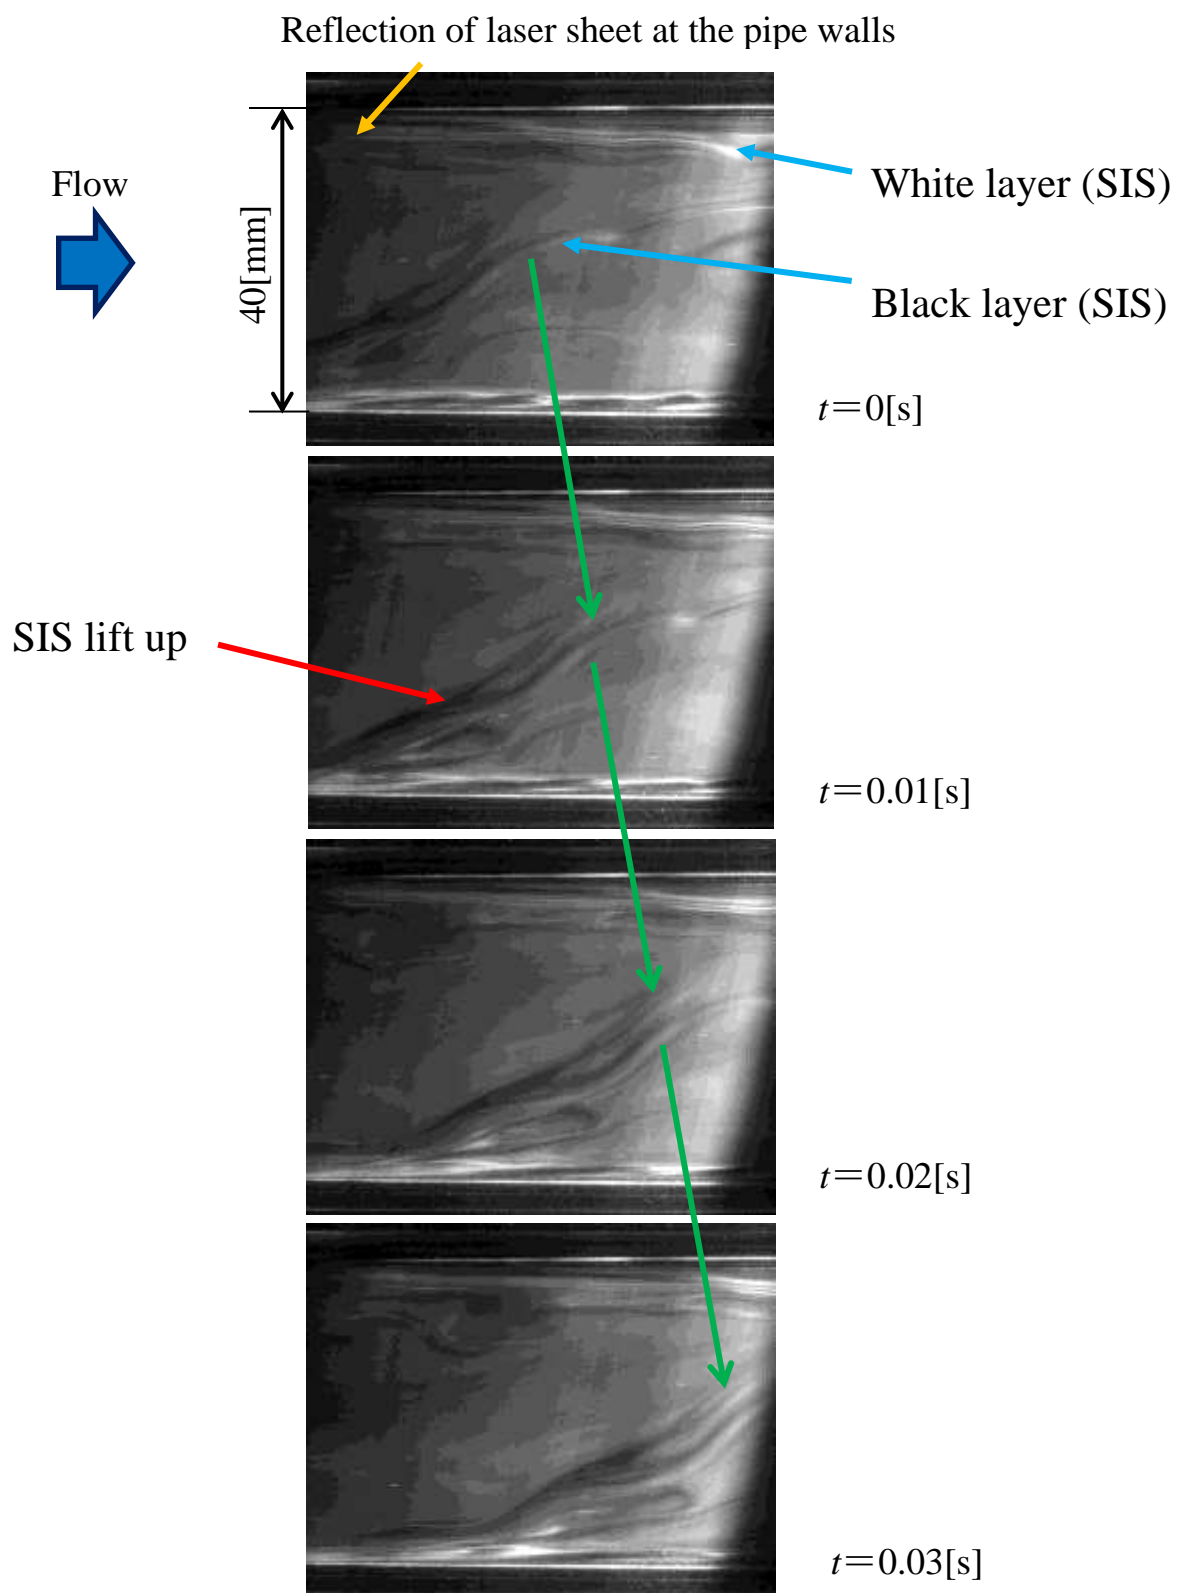 Reflection of laser sheet at the pipe walls
Flow
40[mm]
White layer (SIS)
Black layer (SIS)
t＝0[s]
SIS lift up
t＝0.01[s]
t＝0.02[s]
t＝0.03[s]